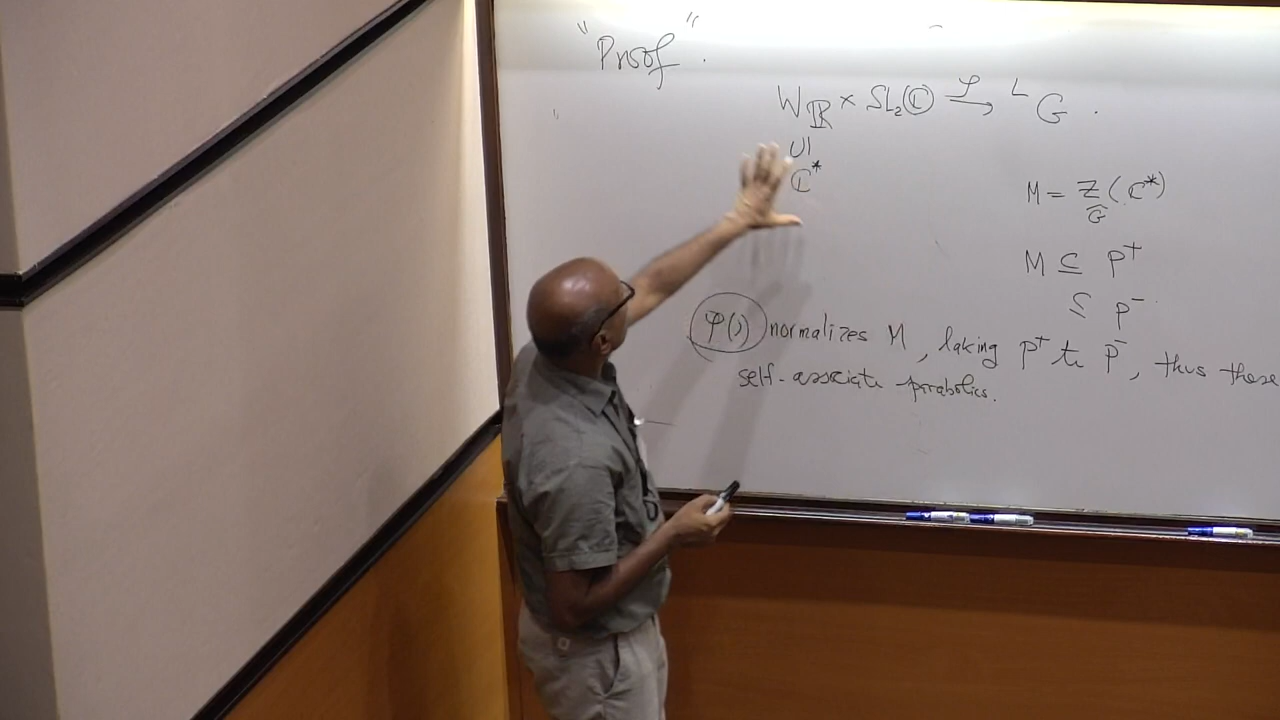 "Proof".
W_ℝ × SL₂(ℂ) →^φ ᴸG.
∪|
ℂ*
M = Z_Ĝ(ℂ*)
M ⊆ P⁺
⊆ P⁻.
φ(j) normalizes M, taking P⁺ to P⁻, thus these
self-associate parabolics.